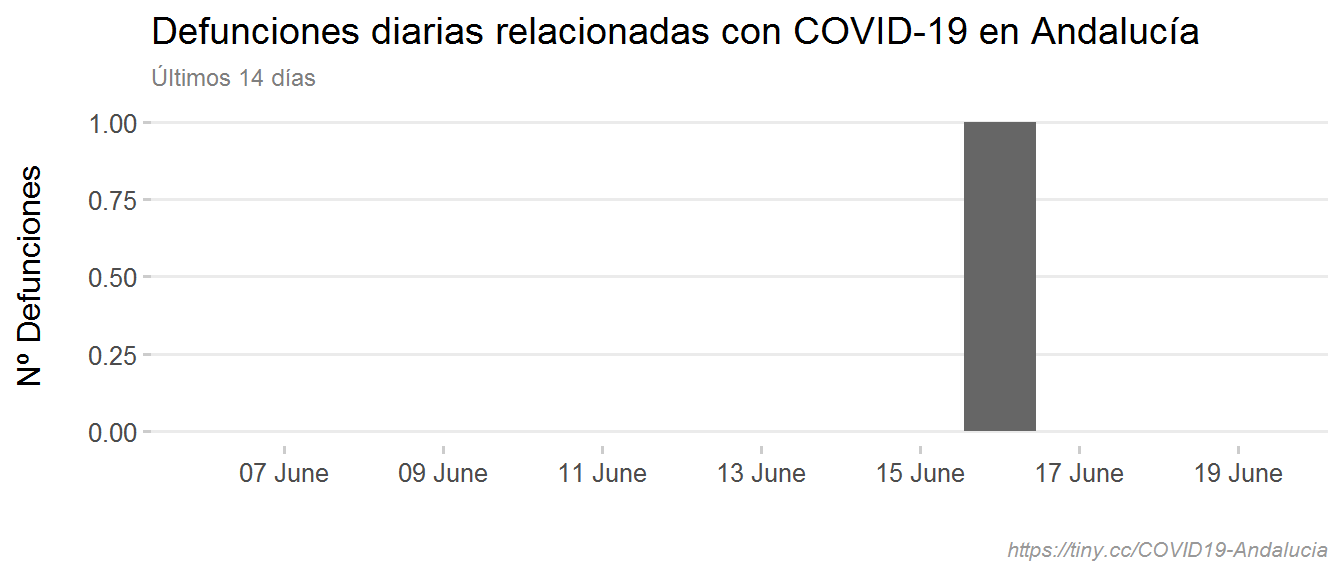 Defunciones diarias relacionadas con COVID-19 en Andalucía
Últimos 14 días
Nº Defunciones
1.00
0.75
0.50
0.25
0.00
07 June 09 June 11 June 13 June 15 June 17 June 19 June
https://tiny.cc/COVID19-Andalucia